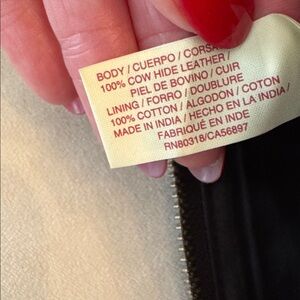 BODY / CUERPO / CORSAGE
100% COW HIDE LEATHER /
PIEL DE BOVINO / CUIR
LINING / FORRO / DOUBLURE
100% COTTON / ALGODON / COTON
MADE IN INDIA / HECHO EN LA INDIA /
FABRIQUÉ EN INDE
RN80318/CA56897